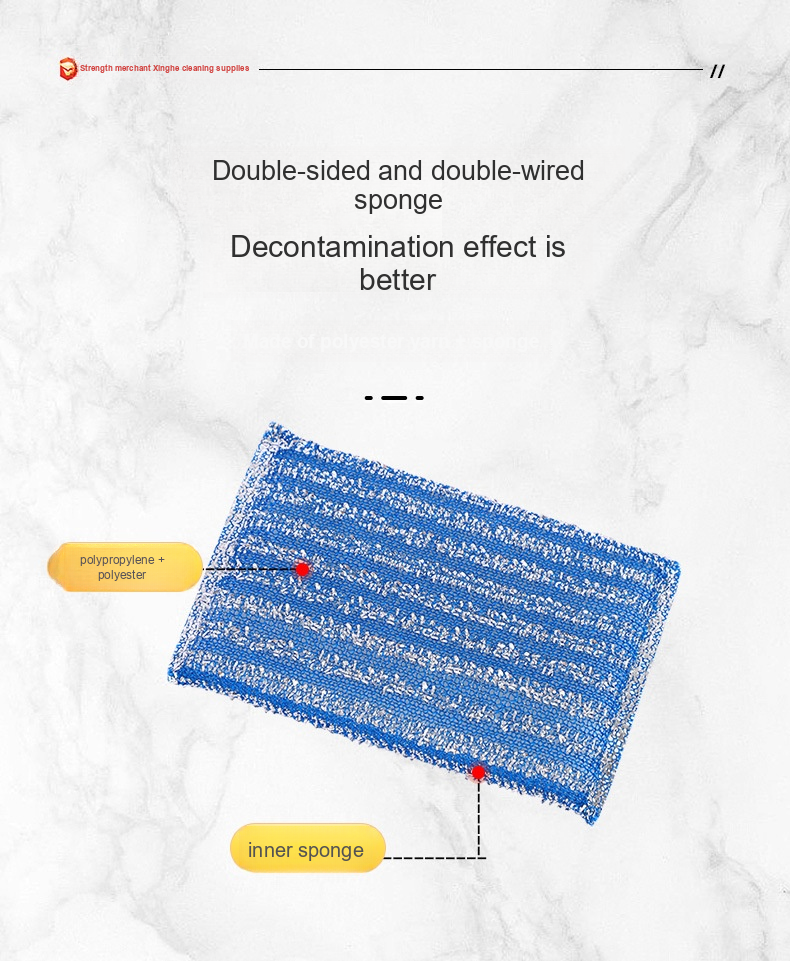 Strength merchant Xinghe cleaning supplies
Double-sided and double-wired
sponge
Decontamination effect is
better
Made of polyester yarn + sponge
polypropylene +
polyester
inner sponge